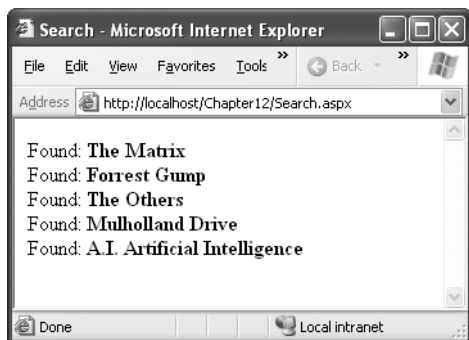 Search - Microsoft Internet Explorer
File Edit View Favorites Tools » Back »
Address http://localhost/Chapter12/Search.aspx
Found: The Matrix
Found: Forrest Gump
Found: The Others
Found: Mulholland Drive
Found: A.I. Artificial Intelligence
Done Local intranet